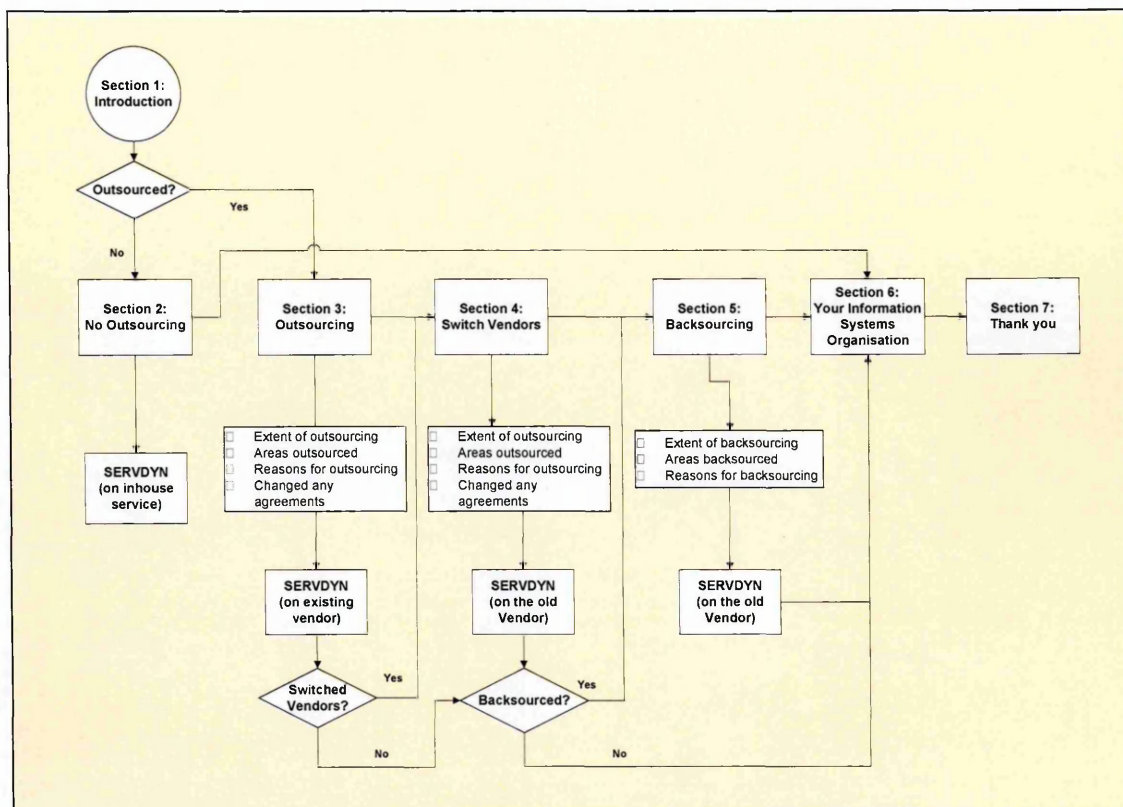 Section 1:
Introduction
Outsourced?
Yes
No
Section 2:
No Outsourcing
Section 3:
Outsourcing
Section 4:
Switch Vendors
Section 5:
Backsourcing
Section 6:
Your Information
Systems
Organisation
Section 7:
Thank you
SERVDYN
(on inhouse
service)
Extent of outsourcing
Areas outsourced
Reasons for outsourcing
Changed any
agreements
Extent of outsourcing
Areas outsourced
Reasons for outsourcing
Changed any
agreements
Extent of backsourcing
Areas backsourced
Reasons for backsourcing
SERVDYN
(on existing
vendor)
SERVDYN
(on the old
Vendor)
SERVDYN
(on the old
Vendor)
Switched
Vendors?
Yes
Backsourced?
Yes
No
No